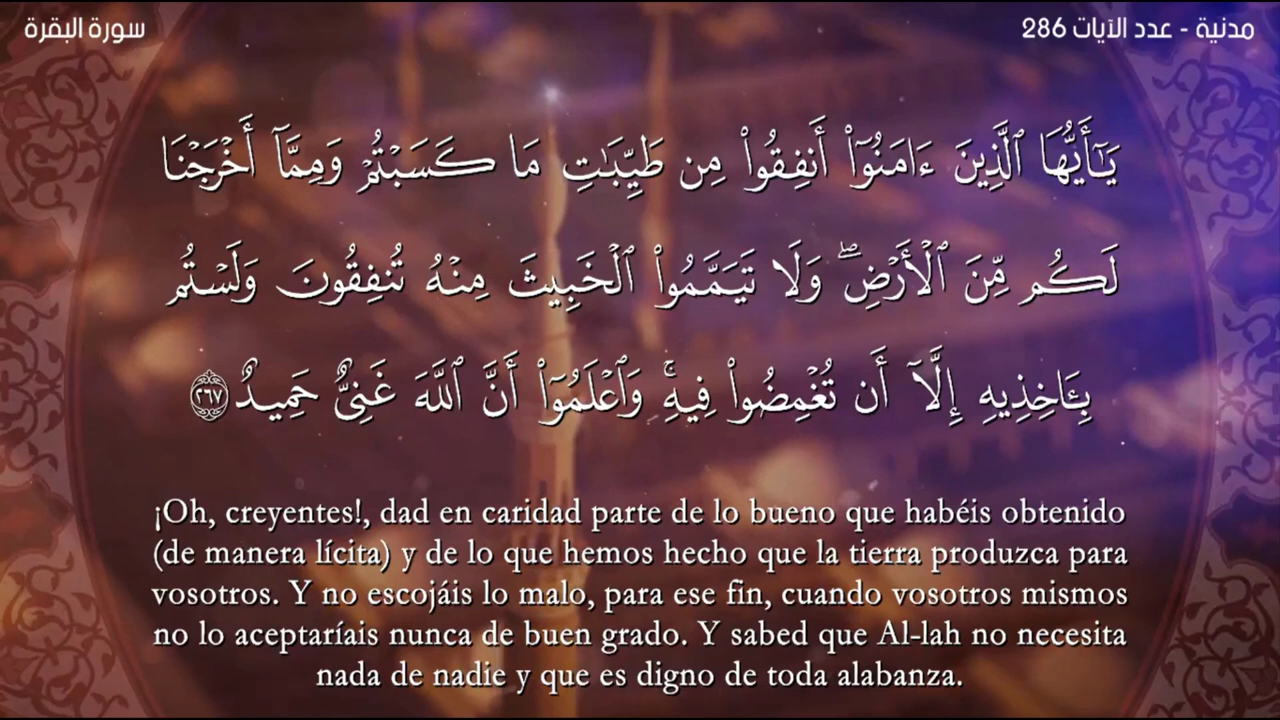 سورة البقرة
مدنية - عدد الآيات 286
يَـٰٓأَيُّهَا ٱلَّذِينَ ءَامَنُوٓا۟ أَنفِقُوا۟ مِن طَيِّبَـٰتِ مَا كَسَبْتُمْ وَمِمَّآ أَخْرَجْنَا
لَكُم مِّنَ ٱلْأَرْضِ ۖ وَلَا تَيَمَّمُوا۟ ٱلْخَبِيثَ مِنْهُ تُنفِقُونَ وَلَسْتُم
بِـَٔاخِذِيهِ إِلَّآ أَن تُغْمِضُوا۟ فِيهِ ۚ وَٱعْلَمُوٓا۟ أَنَّ ٱللَّهَ غَنِىٌّ حَمِيدٌ ٢٦٧
¡Oh, creyentes!, dad en caridad parte de lo bueno que habéis obtenido
(de manera lícita) y de lo que hemos hecho que la tierra produzca para
vosotros. Y no escojáis lo malo, para ese fin, cuando vosotros mismos
no lo aceptaríais nunca de buen grado. Y sabed que Al-lah no necesita
nada de nadie y que es digno de toda alabanza.